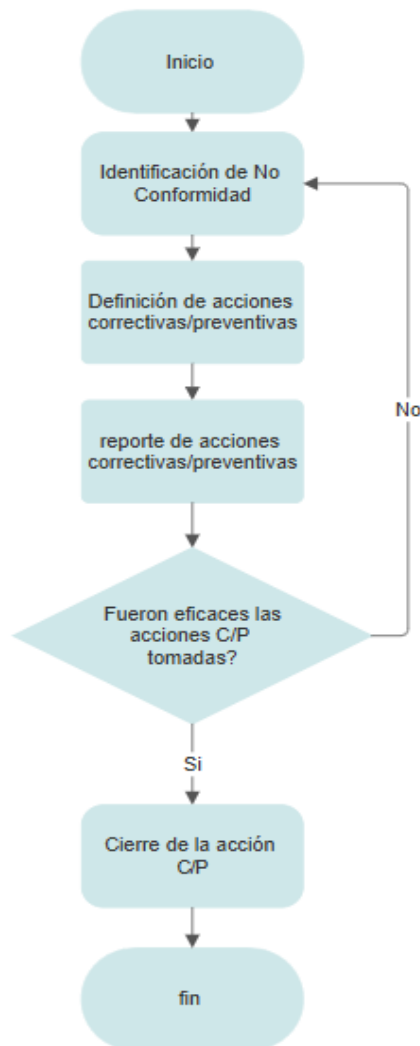 Inicio
Identificación de No
Conformidad
Definición de acciones
correctivas/preventivas
reporte de acciones
correctivas/preventivas
No
Fueron eficaces las
acciones C/P
tomadas?
Si
Cierre de la acción
C/P
fin